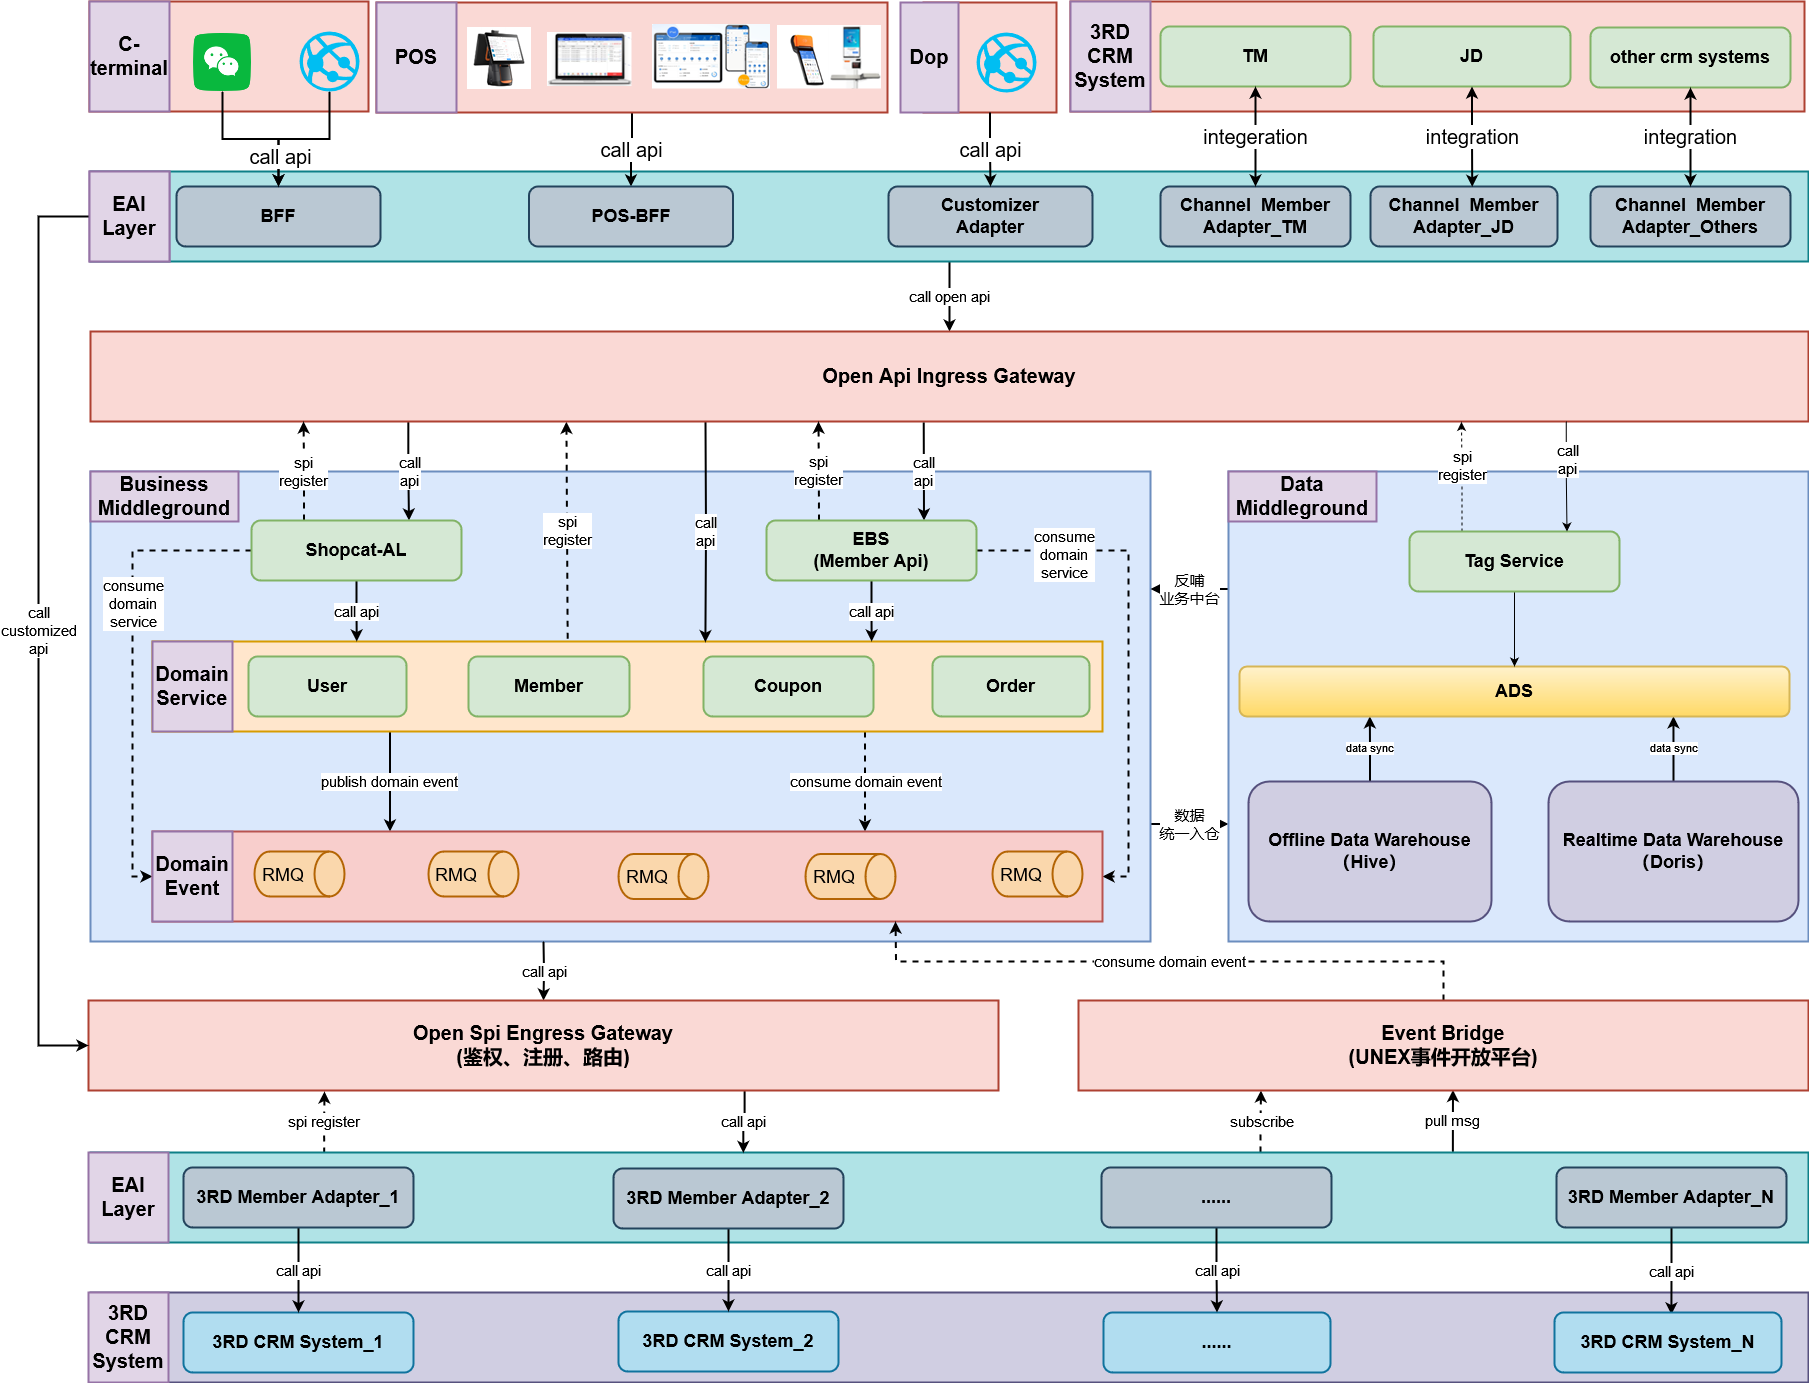 C-
terminal
POS
Dop
3RD
CRM
System
TM
JD
other crm systems
call api
call api
call api
integeration
integration
integration
EAI
Layer
BFF
POS-BFF
Customizer
Adapter
Channel  Member
Adapter_TM
Channel  Member
Adapter_JD
Channel  Member
Adapter_Others
call open api
Open Api Ingress Gateway
spi
register
call
api
spi
register
call
api
spi
register
call
api
spi
register
call
api
Business
Middleground
Data
Middleground
Shopcat-AL
EBS
(Member Api)
consume
domain
service
consume
domain
service
Tag Service
反哺
业务中台
call
customized
api
call api
call api
Domain
Service
User
Member
Coupon
Order
ADS
publish domain event
consume domain event
data sync
data sync
数据
统一入仓
Domain
Event
RMQ
RMQ
RMQ
RMQ
RMQ
Offline Data Warehouse
（Hive）
Realtime Data Warehouse
（Doris）
call api
consume domain event
Open Spi Engress Gateway
(鉴权、注册、路由)
Event Bridge
(UNEX事件开放平台)
spi register
call api
subscribe
pull msg
EAI
Layer
3RD Member Adapter_1
3RD Member Adapter_2
......
3RD Member Adapter_N
call api
call api
call api
call api
3RD
CRM
System
3RD CRM System_1
3RD CRM System_2
......
3RD CRM System_N